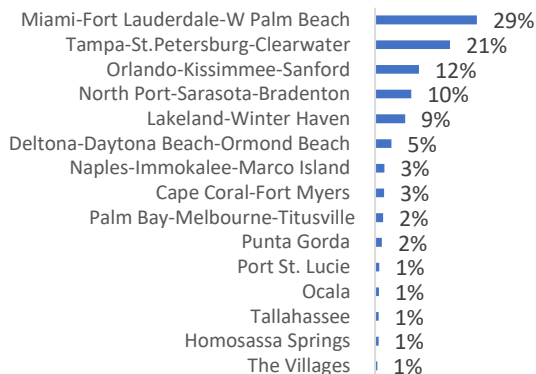 Miami-Fort Lauderdale-W Palm Beach 29%
Tampa-St.Petersburg-Clearwater 21%
Orlando-Kissimmee-Sanford 12%
North Port-Sarasota-Bradenton 10%
Lakeland-Winter Haven 9%
Deltona-Daytona Beach-Ormond Beach 5%
Naples-Immokalee-Marco Island 3%
Cape Coral-Fort Myers 3%
Palm Bay-Melbourne-Titusville 2%
Punta Gorda 2%
Port St. Lucie 1%
Ocala 1%
Tallahassee 1%
Homosassa Springs 1%
The Villages 1%